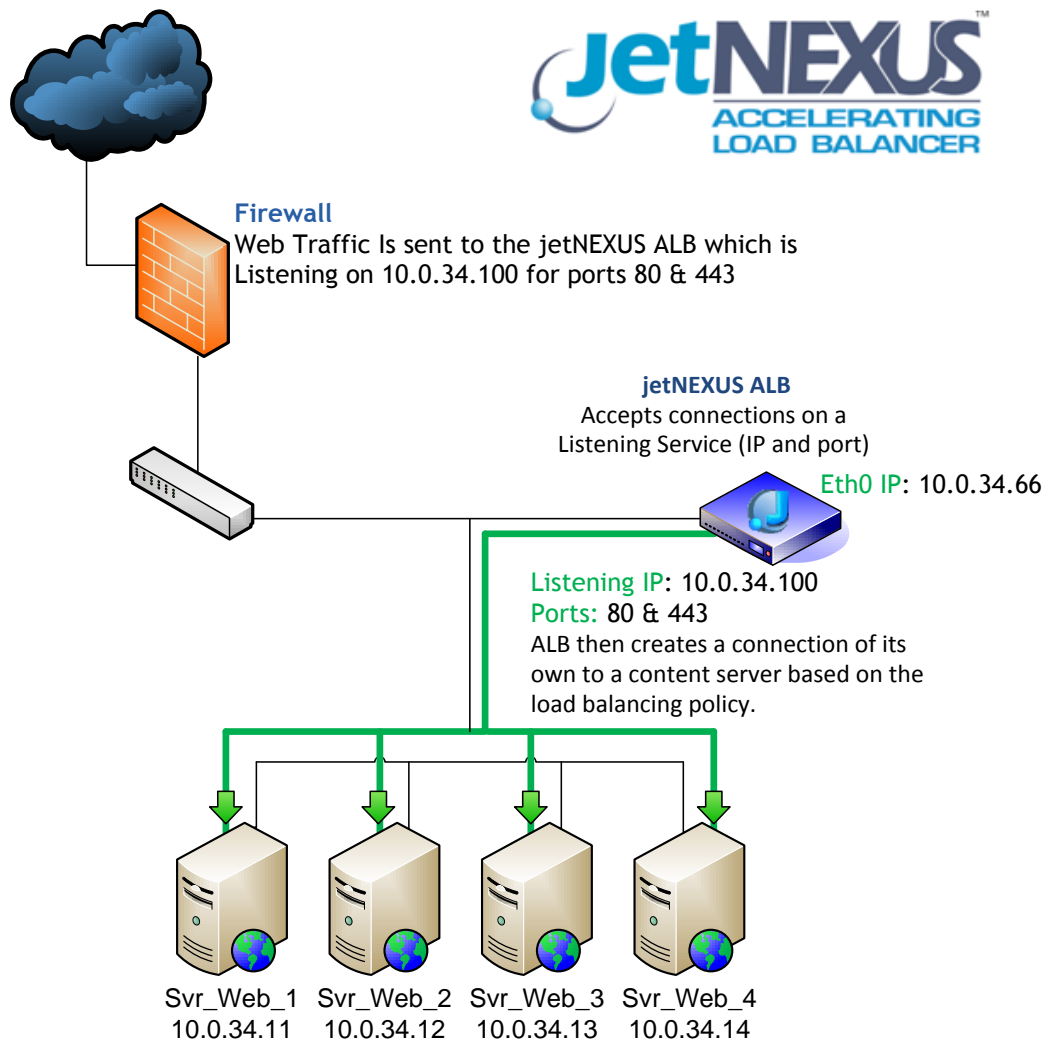 jetNEXUS™
ACCELERATING
LOAD BALANCER
Firewall
Web Traffic Is sent to the jetNEXUS ALB which is
Listening on 10.0.34.100 for ports 80 & 443
jetNEXUS ALB
Accepts connections on a
Listening Service (IP and port)
Eth0 IP: 10.0.34.66
Listening IP: 10.0.34.100
Ports: 80 & 443
ALB then creates a connection of its
own to a content server based on the
load balancing policy.
Svr_Web_1 Svr_Web_2 Svr_Web_3 Svr_Web_4
10.0.34.11 10.0.34.12 10.0.34.13 10.0.34.14